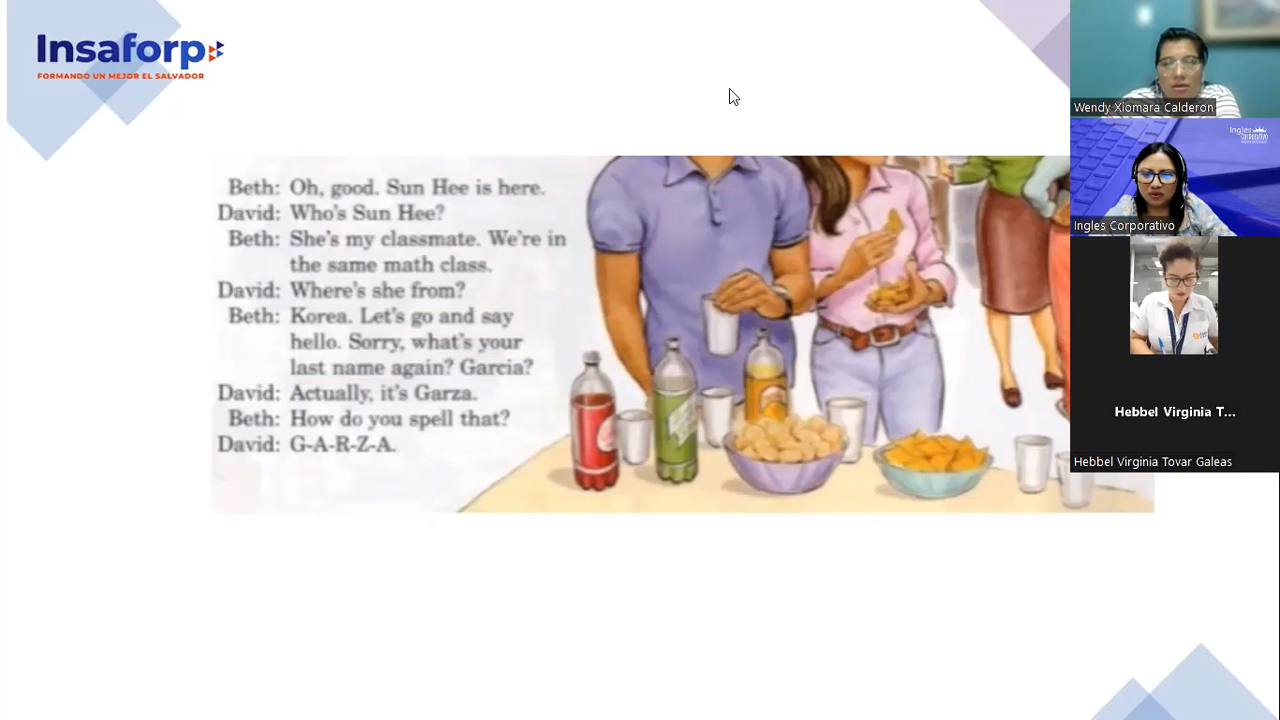 Insaforp
FORMANDO UN MEJOR EL SALVADOR
Beth: Oh, good. Sun Hee is here.
David: Who's Sun Hee?
Beth: She's my classmate. We're in
the same math class.
David: Where's she from?
Beth: Korea. Let's go and say
hello. Sorry, what's your
last name again? Garcia?
David: Actually, it's Garza.
Beth: How do you spell that?
David: G-A-R-Z-A.
Wendy Xiomara Calderon
Ingles
Corporativo
Ingles Corporativo
Hebbel Virginia T...
Hebbel Virginia Tovar Galeas